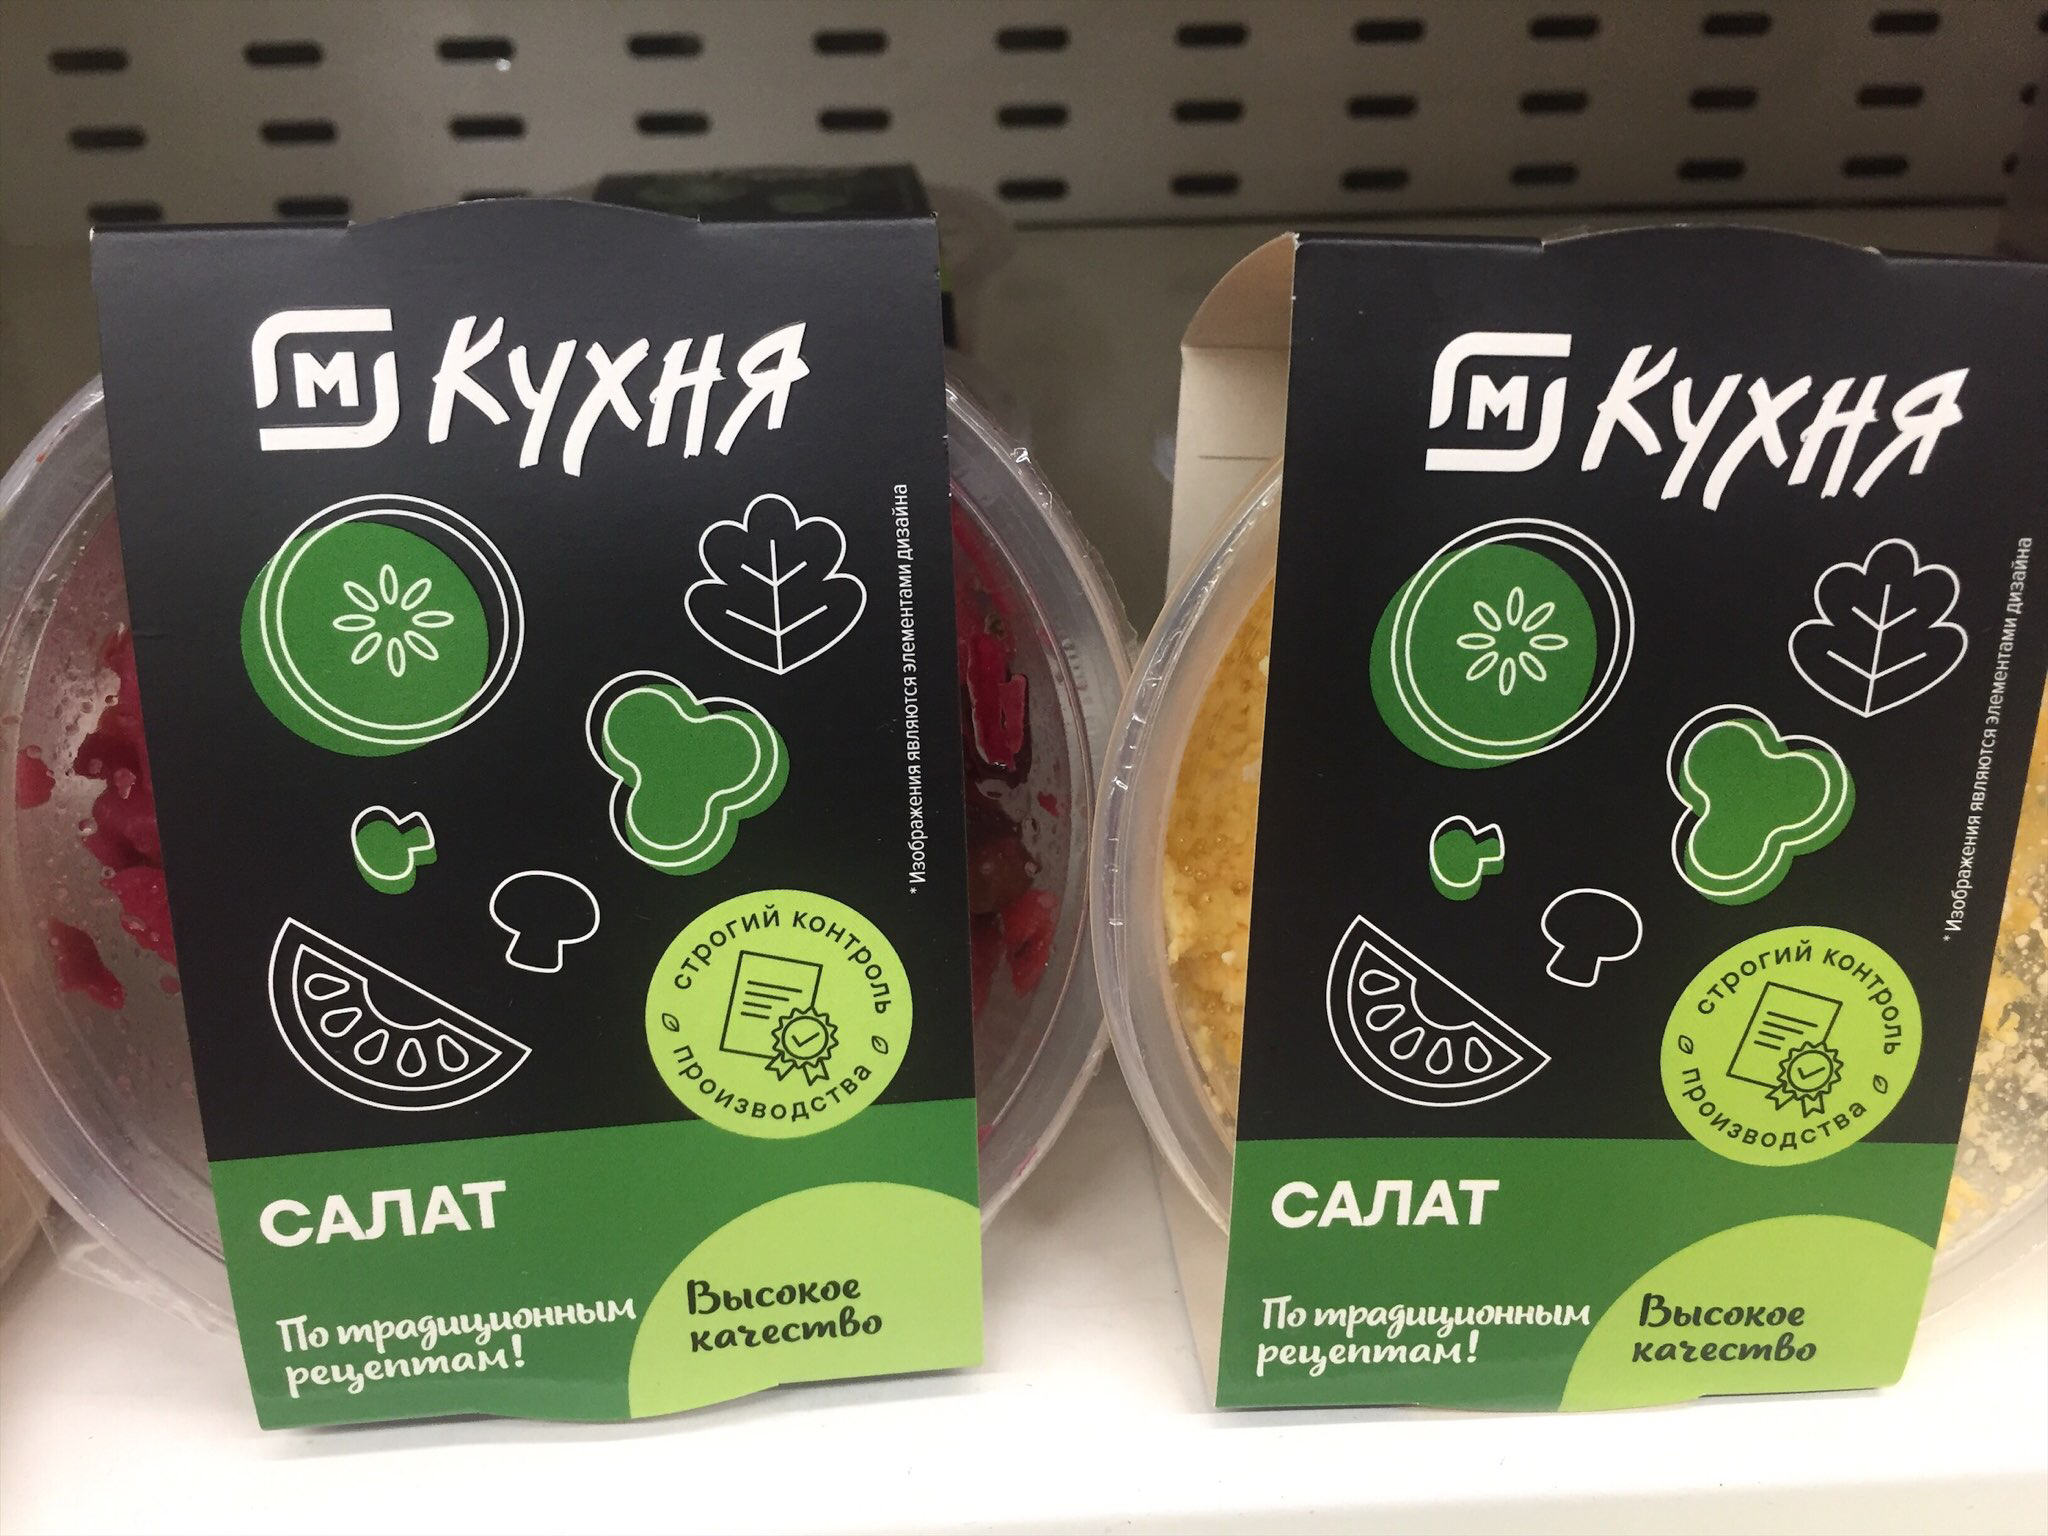 М КУХНЯ
* Изображения являются элементами дизайна
СТРОГИЙ КОНТРОЛЬ
ПРОИЗВОДСТВА
САЛАТ
По традиционным
рецептам!
Высокое
качество
М КУХНЯ
* Изображения являются элементами дизайна
СТРОГИЙ КОНТРОЛЬ
ПРОИЗВОДСТВА
САЛАТ
По традиционным
рецептам!
Высокое
качество